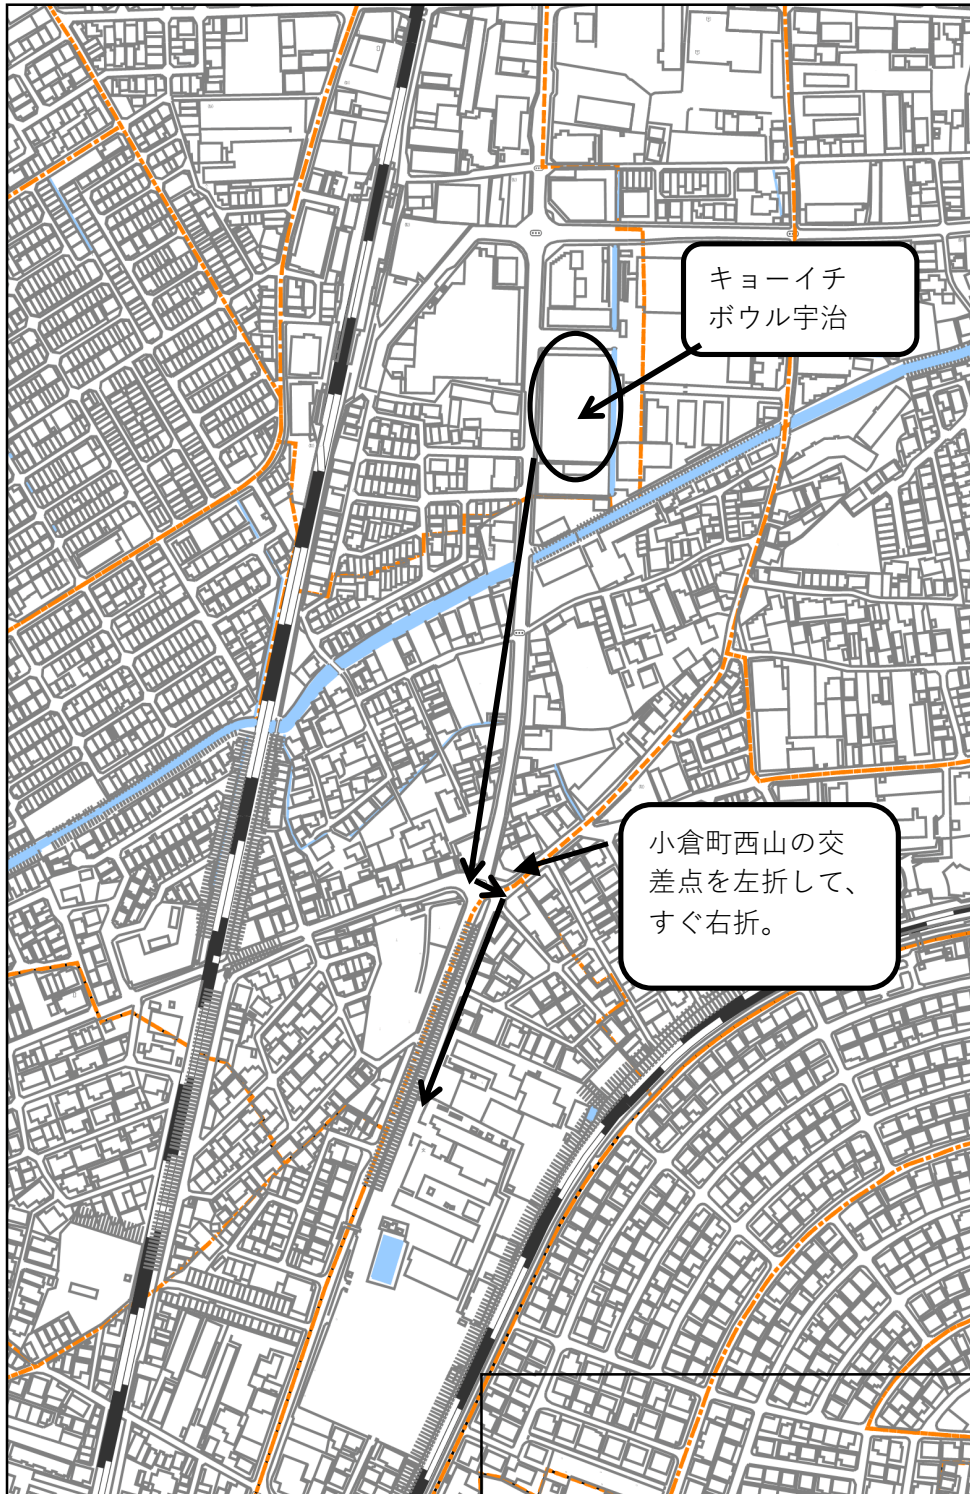 キョーイチ
ボウル宇治
小倉町西山の交
差点を左折して、
すぐ右折。